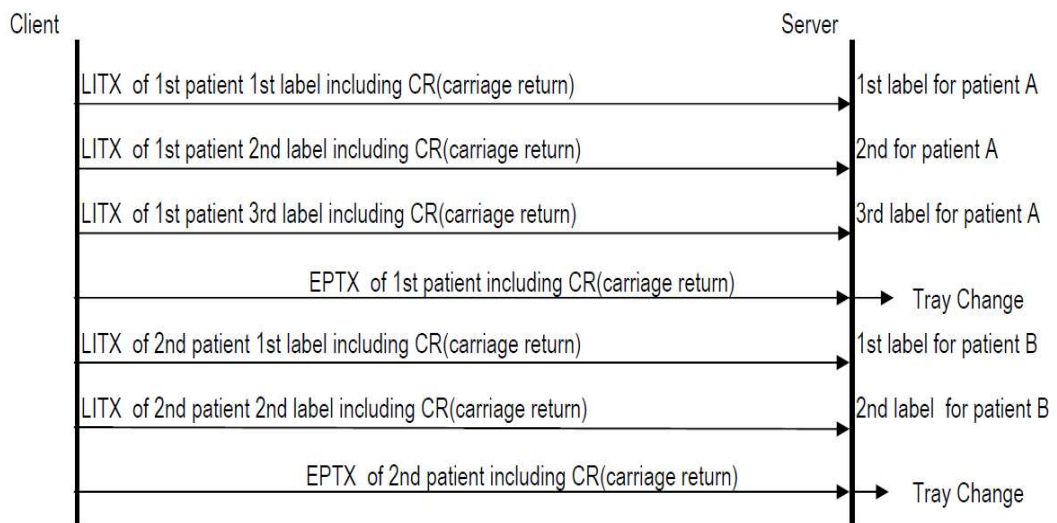 Client Server
LITX of 1st patient 1st label including CR(carriage return) 1st label for patient A
LITX of 1st patient 2nd label including CR(carriage return) 2nd for patient A
LITX of 1st patient 3rd label including CR(carriage return) 3rd label for patient A
EPTX of 1st patient including CR(carriage return) Tray Change
LITX of 2nd patient 1st label including CR(carriage return) 1st label for patient B
LITX of 2nd patient 2nd label including CR(carriage return) 2nd label for patient B
EPTX of 2nd patient including CR(carriage return) Tray Change